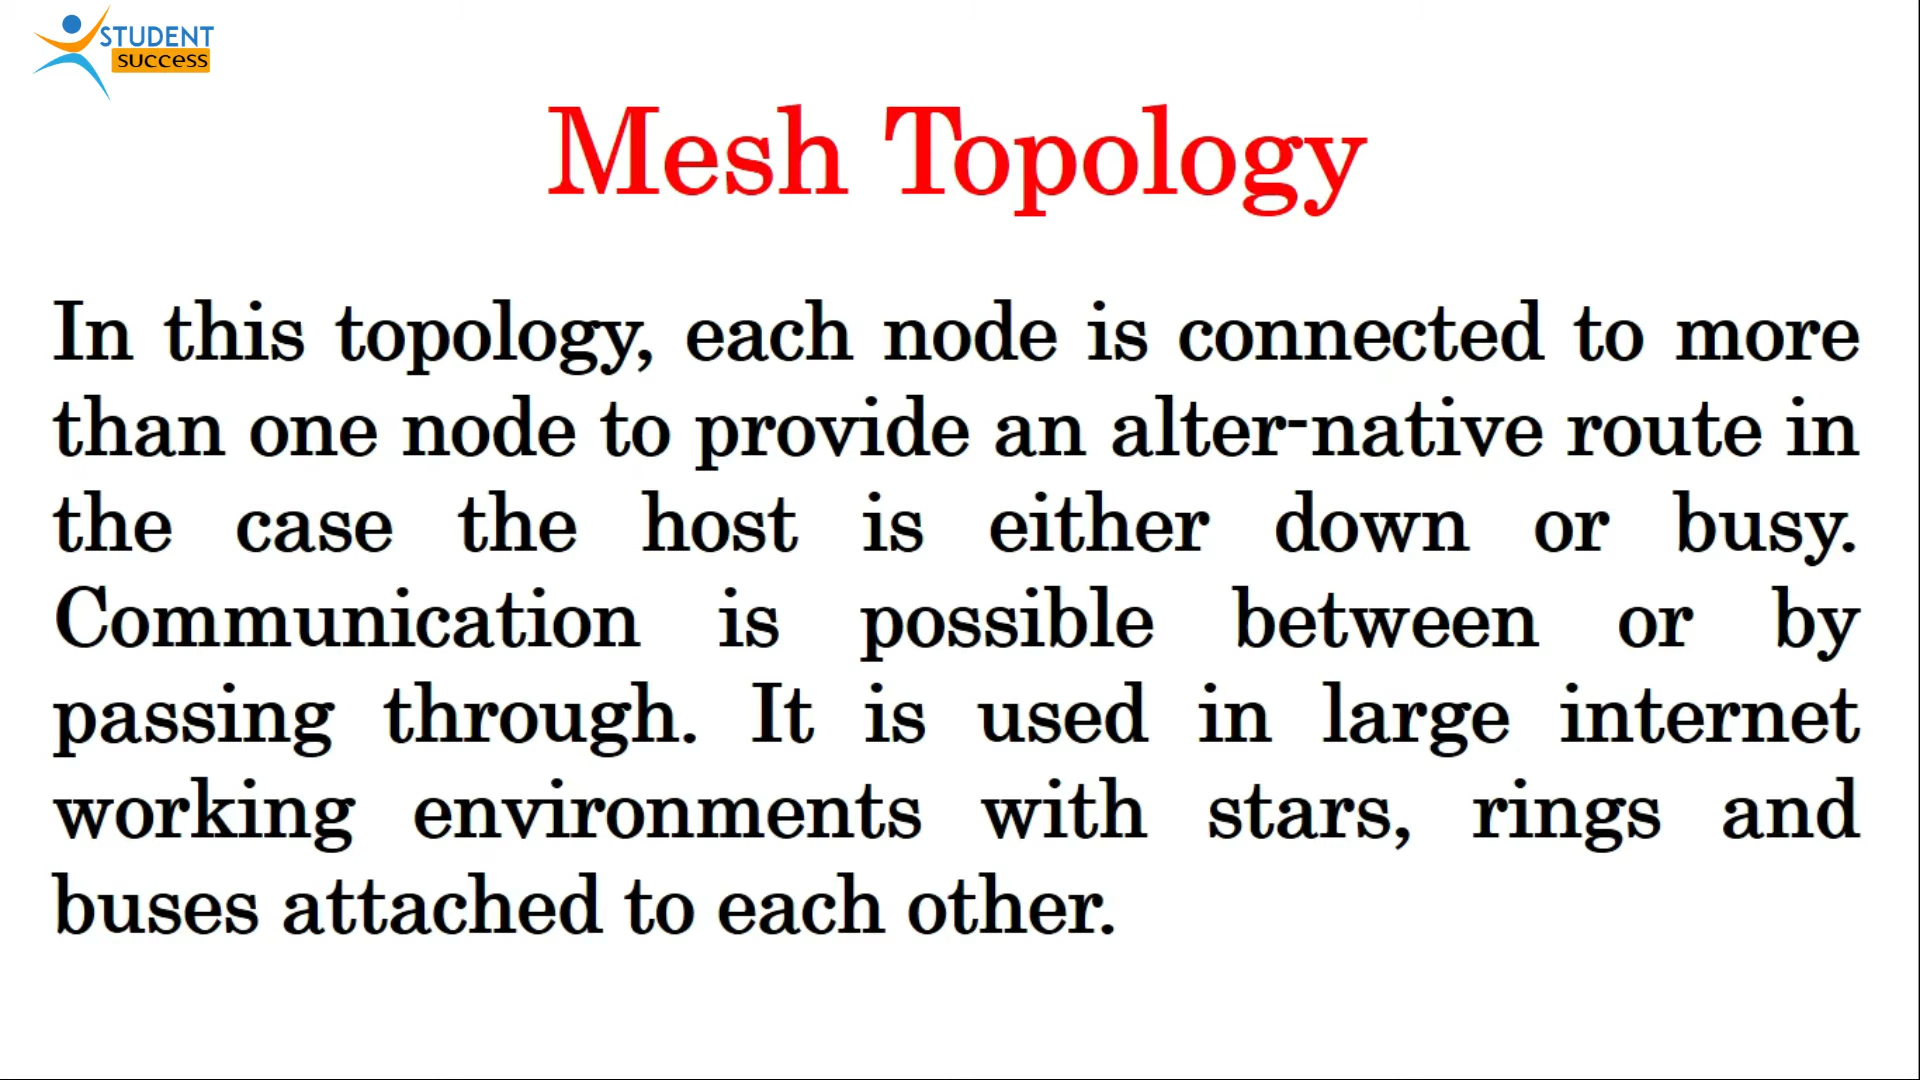 STUDENT
success
Mesh Topology
In this topology, each node is connected to more
than one node to provide an alter-native route in
the case the host is either down or busy.
Communication is possible between or by
passing through. It is used in large internet
working environments with stars, rings and
buses attached to each other.